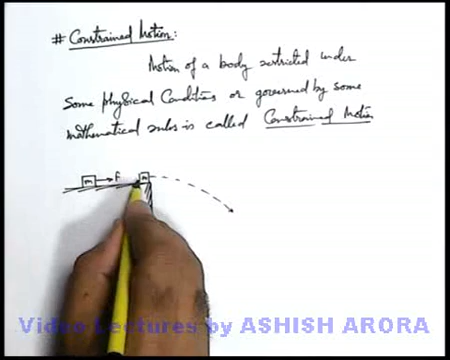 # Constrained Motion:
Motion of a body restricted under
Some physical Conditions or governed by some
mathematical rules is called Constrained Motion
m F m
Video Lectures by ASHISH ARORA